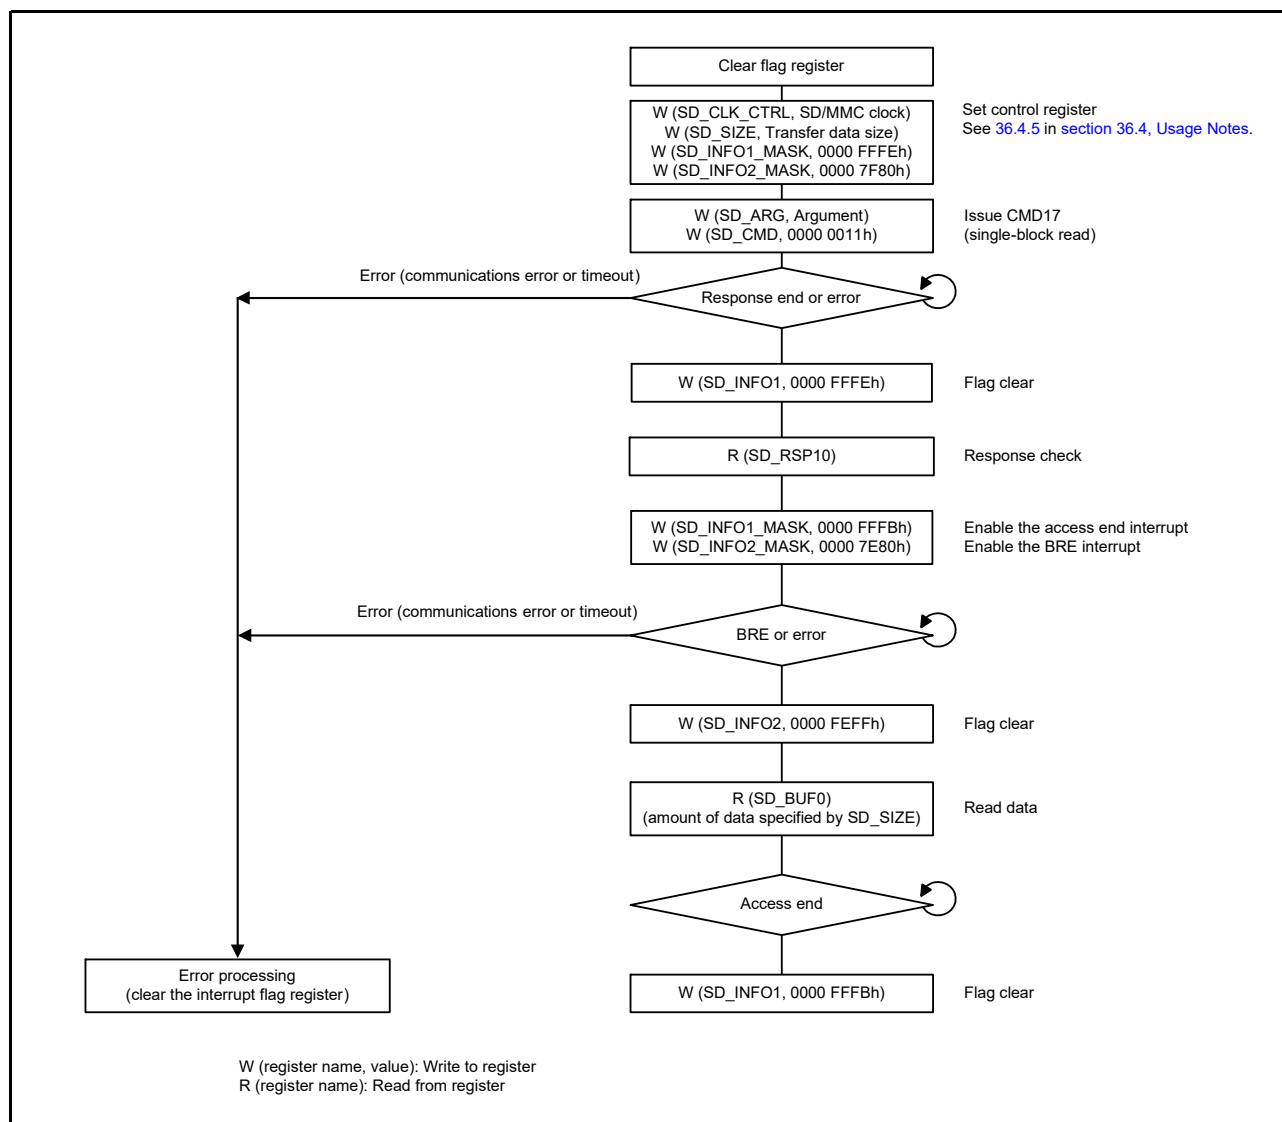 Clear flag register
W (SD_CLK_CTRL, SD/MMC clock)
W (SD_SIZE, Transfer data size)
W (SD_INFO1_MASK, 0000 FFFEh)
W (SD_INFO2_MASK, 0000 7F80h)
Set control register
See 36.4.5 in section 36.4, Usage Notes.
W (SD_ARG, Argument)
W (SD_CMD, 0000 0011h)
Issue CMD17
(single-block read)
Error (communications error or timeout)
Response end or error
W (SD_INFO1, 0000 FFFEh)
Flag clear
R (SD_RSP10)
Response check
W (SD_INFO1_MASK, 0000 FFFBh)
W (SD_INFO2_MASK, 0000 7E80h)
Enable the access end interrupt
Enable the BRE interrupt
Error (communications error or timeout)
BRE or error
W (SD_INFO2, 0000 FEFFh)
Flag clear
R (SD_BUF0)
(amount of data specified by SD_SIZE)
Read data
Access end
Error processing
(clear the interrupt flag register)
W (SD_INFO1, 0000 FFFBh)
Flag clear
W (register name, value): Write to register
R (register name): Read from register